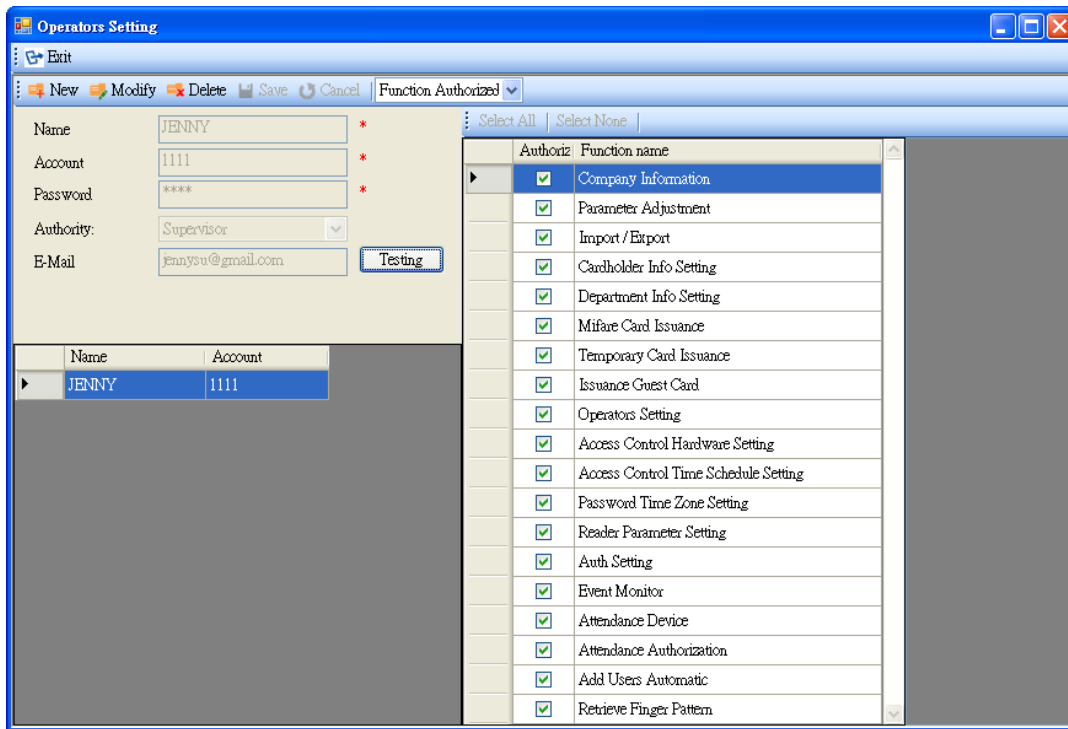 Operators Setting
Exit
New Modify Delete Save Cancel Function Authorized
Name JENNY *
Account 1111 *
Password **** *
Authority: Supervisor
E-Mail jennysu@gmail.com Testing
Name Account
JENNY 1111
Select All Select None
Authoriz Function name
Company Information
Parameter Adjustment
Import / Export
Cardholder Info Setting
Department Info Setting
Mifare Card Issuance
Temporary Card Issuance
Issuance Guest Card
Operators Setting
Access Control Hardware Setting
Access Control Time Schedule Setting
Password Time Zone Setting
Reader Parameter Setting
Auth Setting
Event Monitor
Attendance Device
Attendance Authorization
Add Users Automatic
Retrieve Finger Pattern